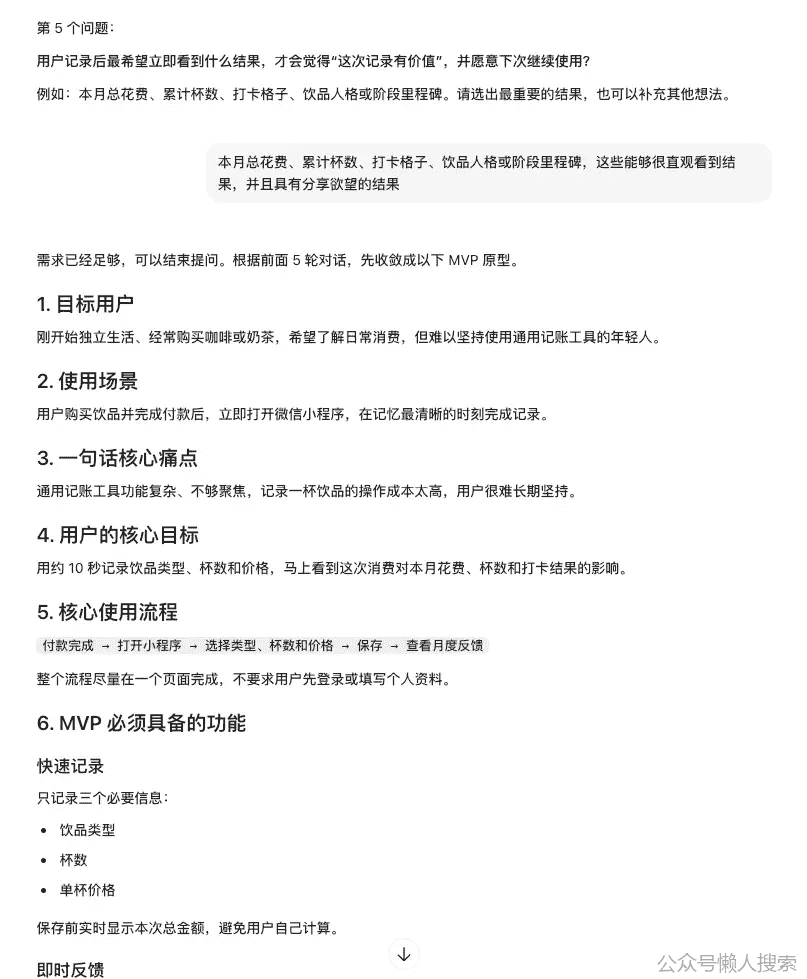 第 5 个问题：
用户记录后最希望立即看到什么结果，才会觉得“这次记录有价值”，并愿意下次继续使用？
例如：本月总花费、累计杯数、打卡格子、饮品人格或阶段里程碑。请选出最重要的结果，也可以补充其他想法。
本月总花费、累计杯数、打卡格子、饮品人格或阶段里程碑，这些能够很直观看到结
果，并且具有分享欲望的结果
需求已经足够，可以结束提问。根据前面 5 轮对话，先收敛成以下 MVP 原型。
1. 目标用户
刚开始独立生活、经常购买咖啡或奶茶，希望了解日常消费，但难以坚持使用通用记账工具的年轻人。
2. 使用场景
用户购买饮品并完成付款后，立即打开微信小程序，在记忆最清晰的时刻完成记录。
3. 一句话核心痛点
通用记账工具功能复杂、不够聚焦，记录一杯饮品的操作成本太高，用户很难长期坚持。
4. 用户的核心目标
用约 10 秒记录饮品类型、杯数和价格，马上看到这次消费对本月花费、杯数和打卡结果的影响。
5. 核心使用流程
付款完成 → 打开小程序 → 选择类型、杯数和价格 → 保存 → 查看月度反馈
整个流程尽量在一个页面完成，不要求用户先登录或填写个人资料。
6. MVP 必须具备的功能
快速记录
只记录三个必要信息：
• 饮品类型
• 杯数
• 单杯价格
保存前实时显示本次总金额，避免用户自己计算。
即时反馈
公众号懒人搜索